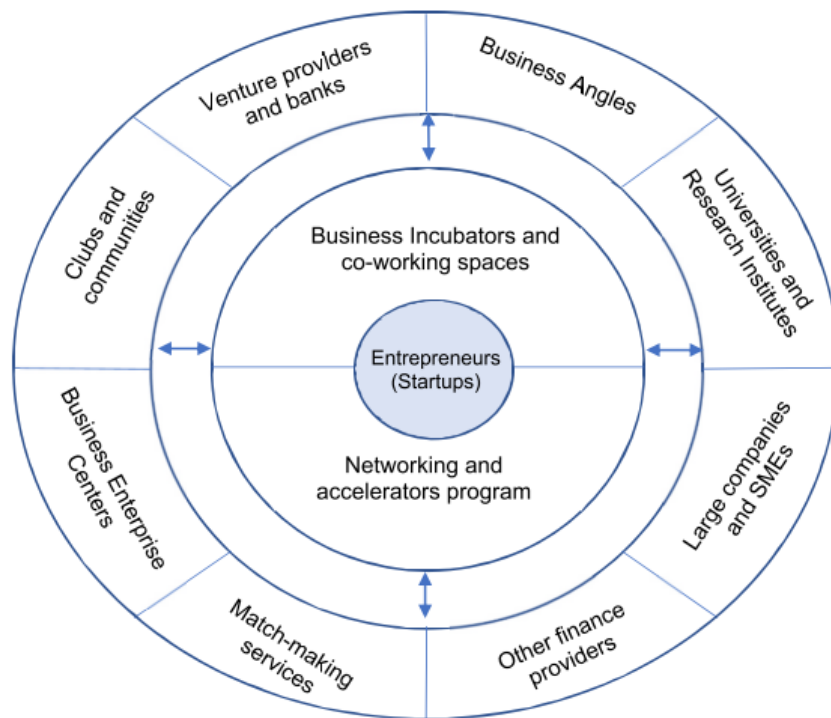 Venture providers
and banks
Business Angles
Clubs and
communities
Universities and
Research Institutes
Business Incubators and
co-working spaces
Entrepreneurs
(Startups)
Networking and
accelerators program
Business Enterprise
Centers
Large companies
and SMEs
Match-making
services
Other finance
providers